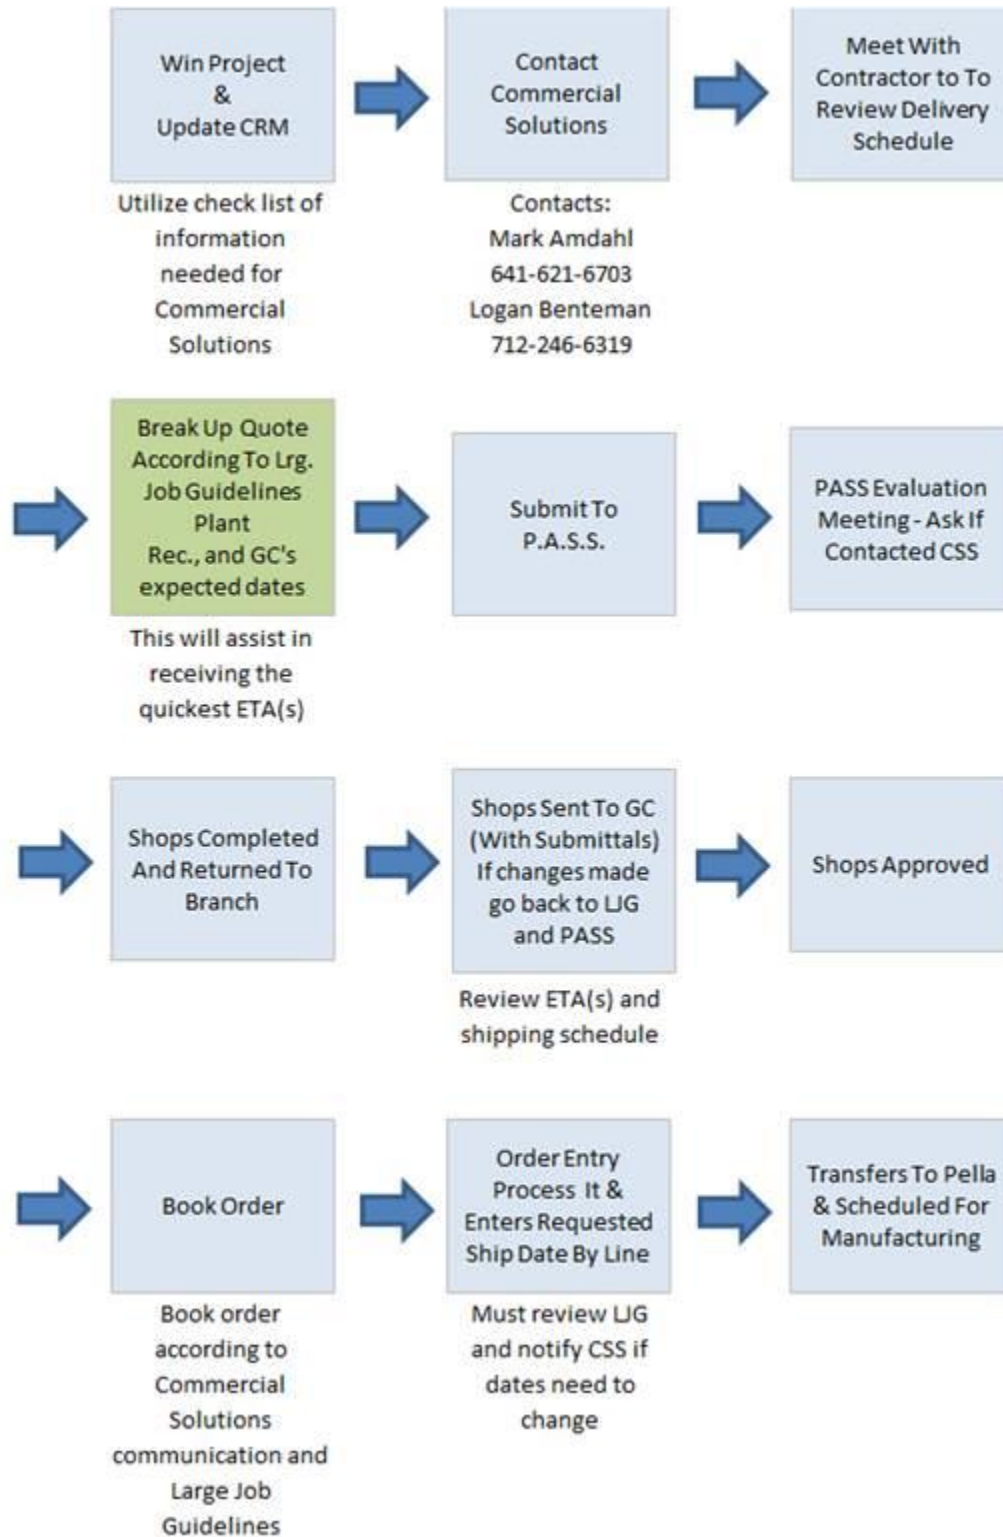 Win Project
&
Update CRM
Utilize check list of
information
needed for
Commercial
Solutions
Contact
Commercial
Solutions
Contacts:
Mark Amdahl
641-621-6703
Logan Benteman
712-246-6319
Meet With
Contractor to To
Review Delivery
Schedule
Break Up Quote
According To Lrg.
Job Guidelines
Plant
Rec., and GC's
expected dates
This will assist in
receiving the
quickest ETA(s)
Submit To
P.A.S.S.
PASS Evaluation
Meeting - Ask If
Contacted CSS
Shops Completed
And Returned To
Branch
Shops Sent To GC
(With Submittals)
If changes made
go back to LJG
and PASS
Review ETA(s) and
shipping schedule
Shops Approved
Book Order
Book order
according to
Commercial
Solutions
communication and
Large Job
Guidelines
Order Entry
Process It &
Enters Requested
Ship Date By Line
Must review LJG
and notify CSS if
dates need to
change
Transfers To Pella
& Scheduled For
Manufacturing